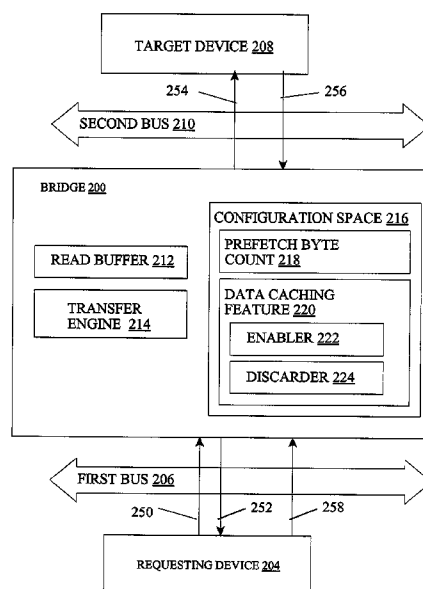 TARGET DEVICE 208
254
256
SECOND BUS 210
BRIDGE 200
CONFIGURATION SPACE 216
PREFETCH BYTE
COUNT 218
READ BUFFER 212
DATA CACHING
FEATURE 220
TRANSFER
ENGINE 214
ENABLER 222
DISCARDER 224
FIRST BUS 206
250
252
258
REQUESTING DEVICE 204